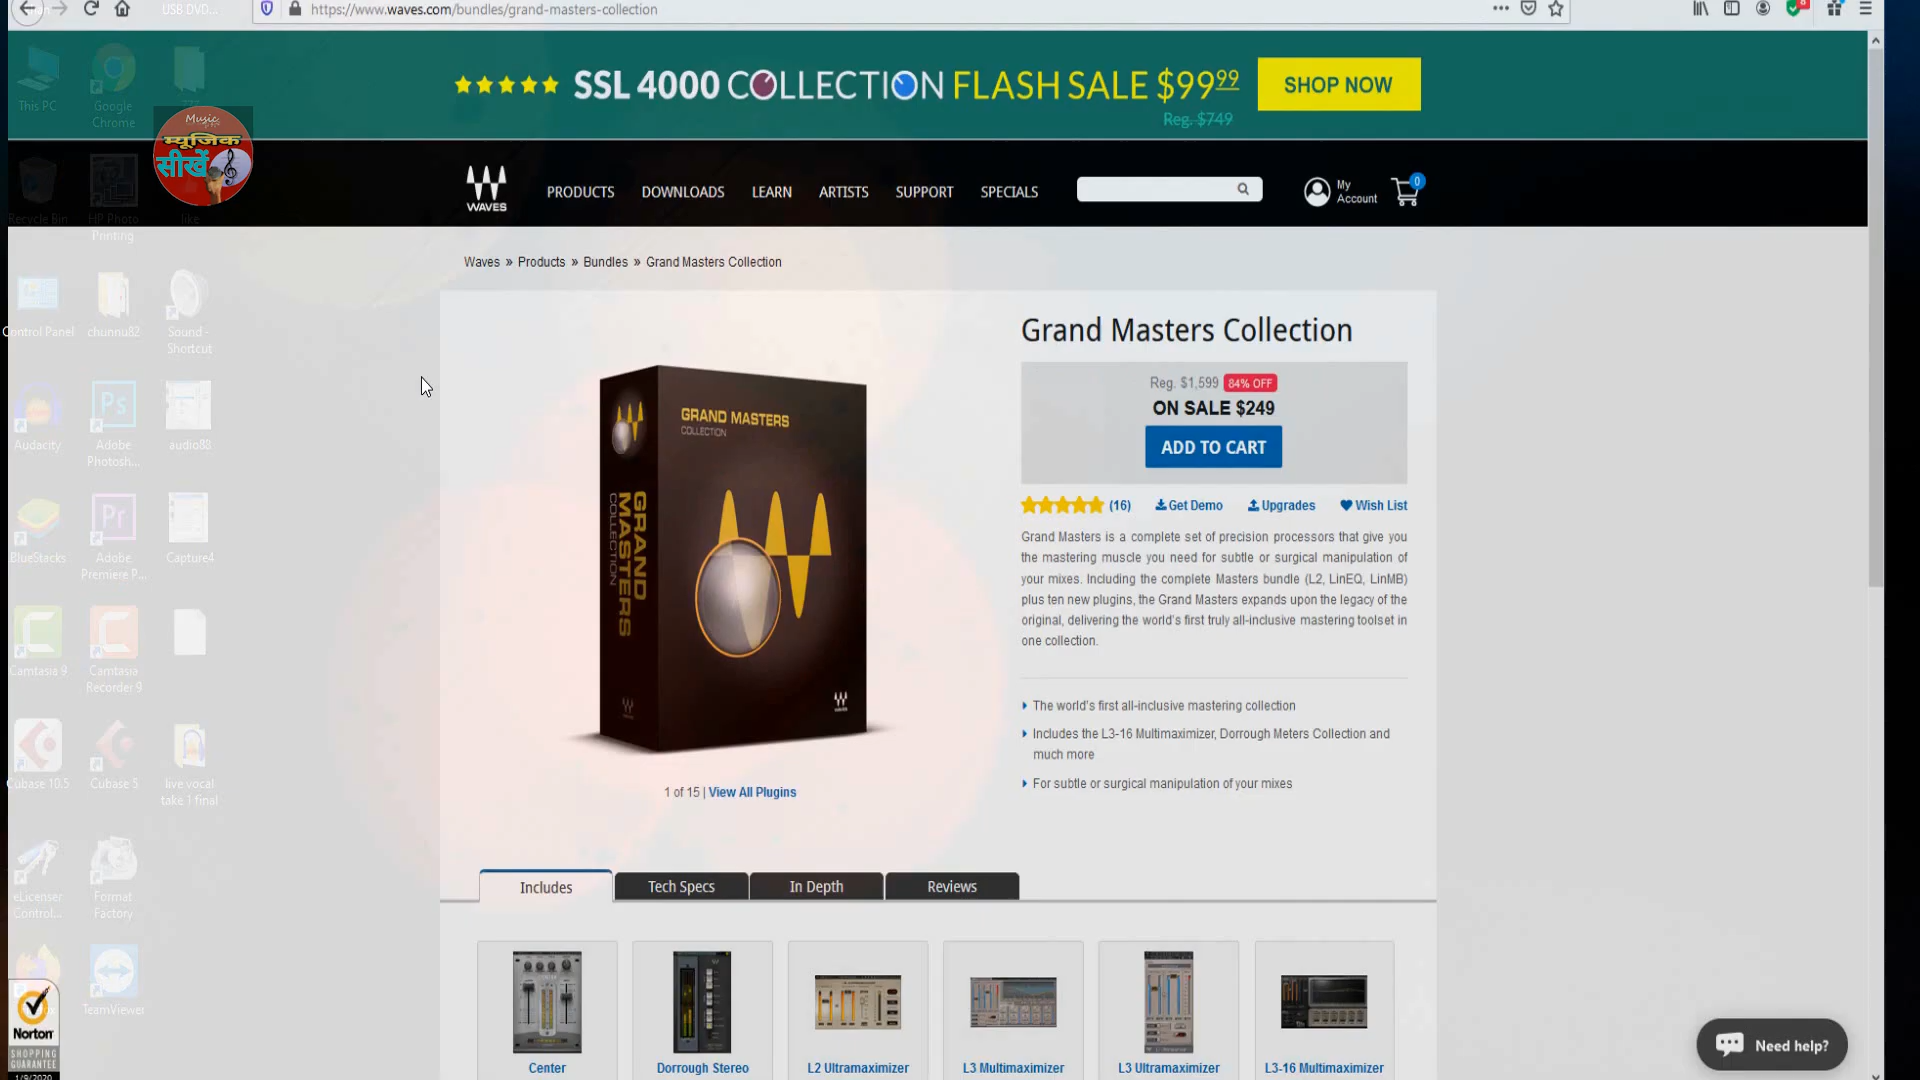 USB DVD...
https://www.waves.com/bundles/grand-masters-collection
SSL 4000 COLLECTION FLASH SALE $99.99
SHOP NOW
Reg. $749
This PC
Google Chrome
Music
म्यूजिक
सीखें
WAVES
PRODUCTS
DOWNLOADS
LEARN
ARTISTS
SUPPORT
SPECIALS
My Account
0
Recycle Bin
HP Photo Printing
like
Waves » Products » Bundles » Grand Masters Collection
Control Panel
chunnu82
Sound - Shortcut
Audacity
Adobe Photosh...
audio88
BlueStacks
Adobe Premiere P...
Capture4
Camtasia 9
Camtasia Recorder 9
Cubase 10.5
Cubase 5
live vocal take 1 final
eLicenser Control...
Format Factory
TeamViewer
GRAND MASTERS
COLLECTION
GRAND MASTERS
COLLECTION
1 of 15 | View All Plugins
Grand Masters Collection
Reg. $1,599 84% OFF
ON SALE $249
ADD TO CART
(16) Get Demo Upgrades Wish List
Grand Masters is a complete set of precision processors that give you
the mastering muscle you need for subtle or surgical manipulation of
your mixes. Including the complete Masters bundle (L2, LinEQ, LinMB)
plus ten new plugins, the Grand Masters expands upon the legacy of the
original, delivering the world's first truly all-inclusive mastering toolset in
one collection.
The world's first all-inclusive mastering collection
Includes the L3-16 Multimaximizer, Dorrough Meters Collection and
much more
For subtle or surgical manipulation of your mixes
Includes
Tech Specs
In Depth
Reviews
Center
Dorrough Stereo
L2 Ultramaximizer
L3 Multimaximizer
L3 Ultramaximizer
L3-16 Multimaximizer
Norton
SHOPPING
GUARANTEE
1/9/2020
Need help?